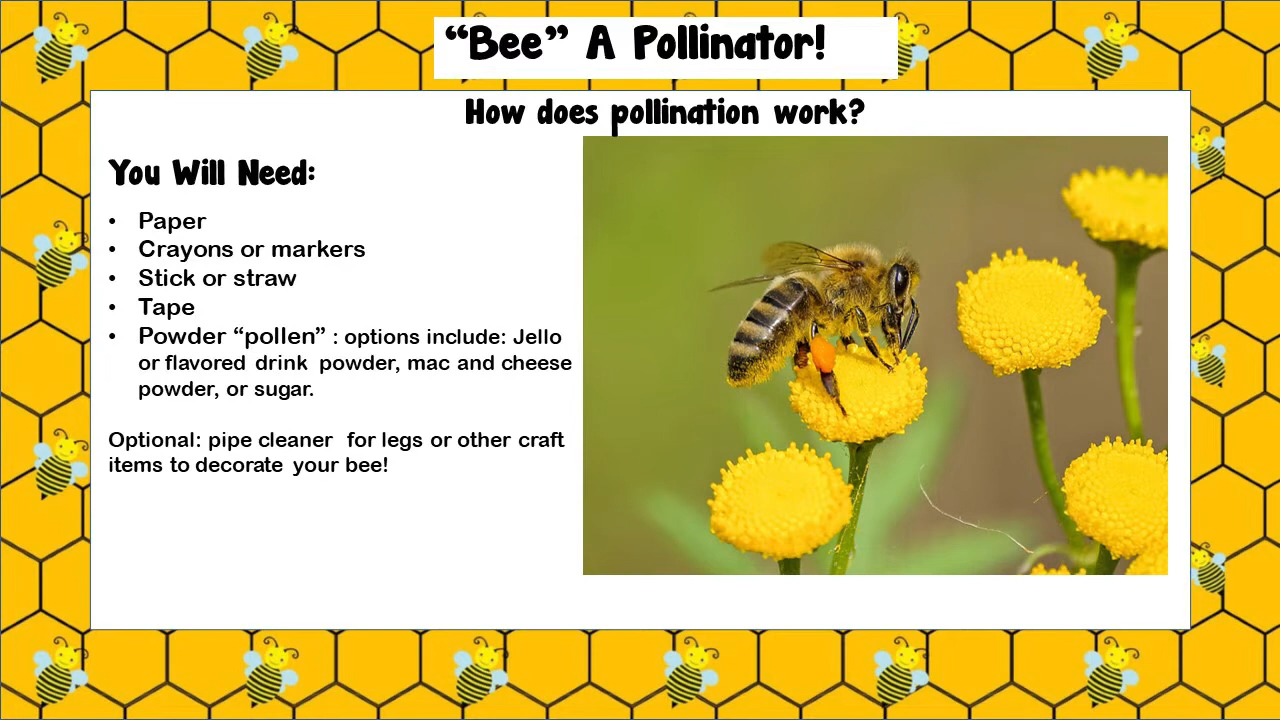 “Bee” A Pollinator!
How does pollination work?
You Will Need:
• Paper
• Crayons or markers
• Stick or straw
• Tape
• Powder “pollen” : options include: Jello
or flavored drink powder, mac and cheese
powder, or sugar.
Optional: pipe cleaner for legs or other craft
items to decorate your bee!